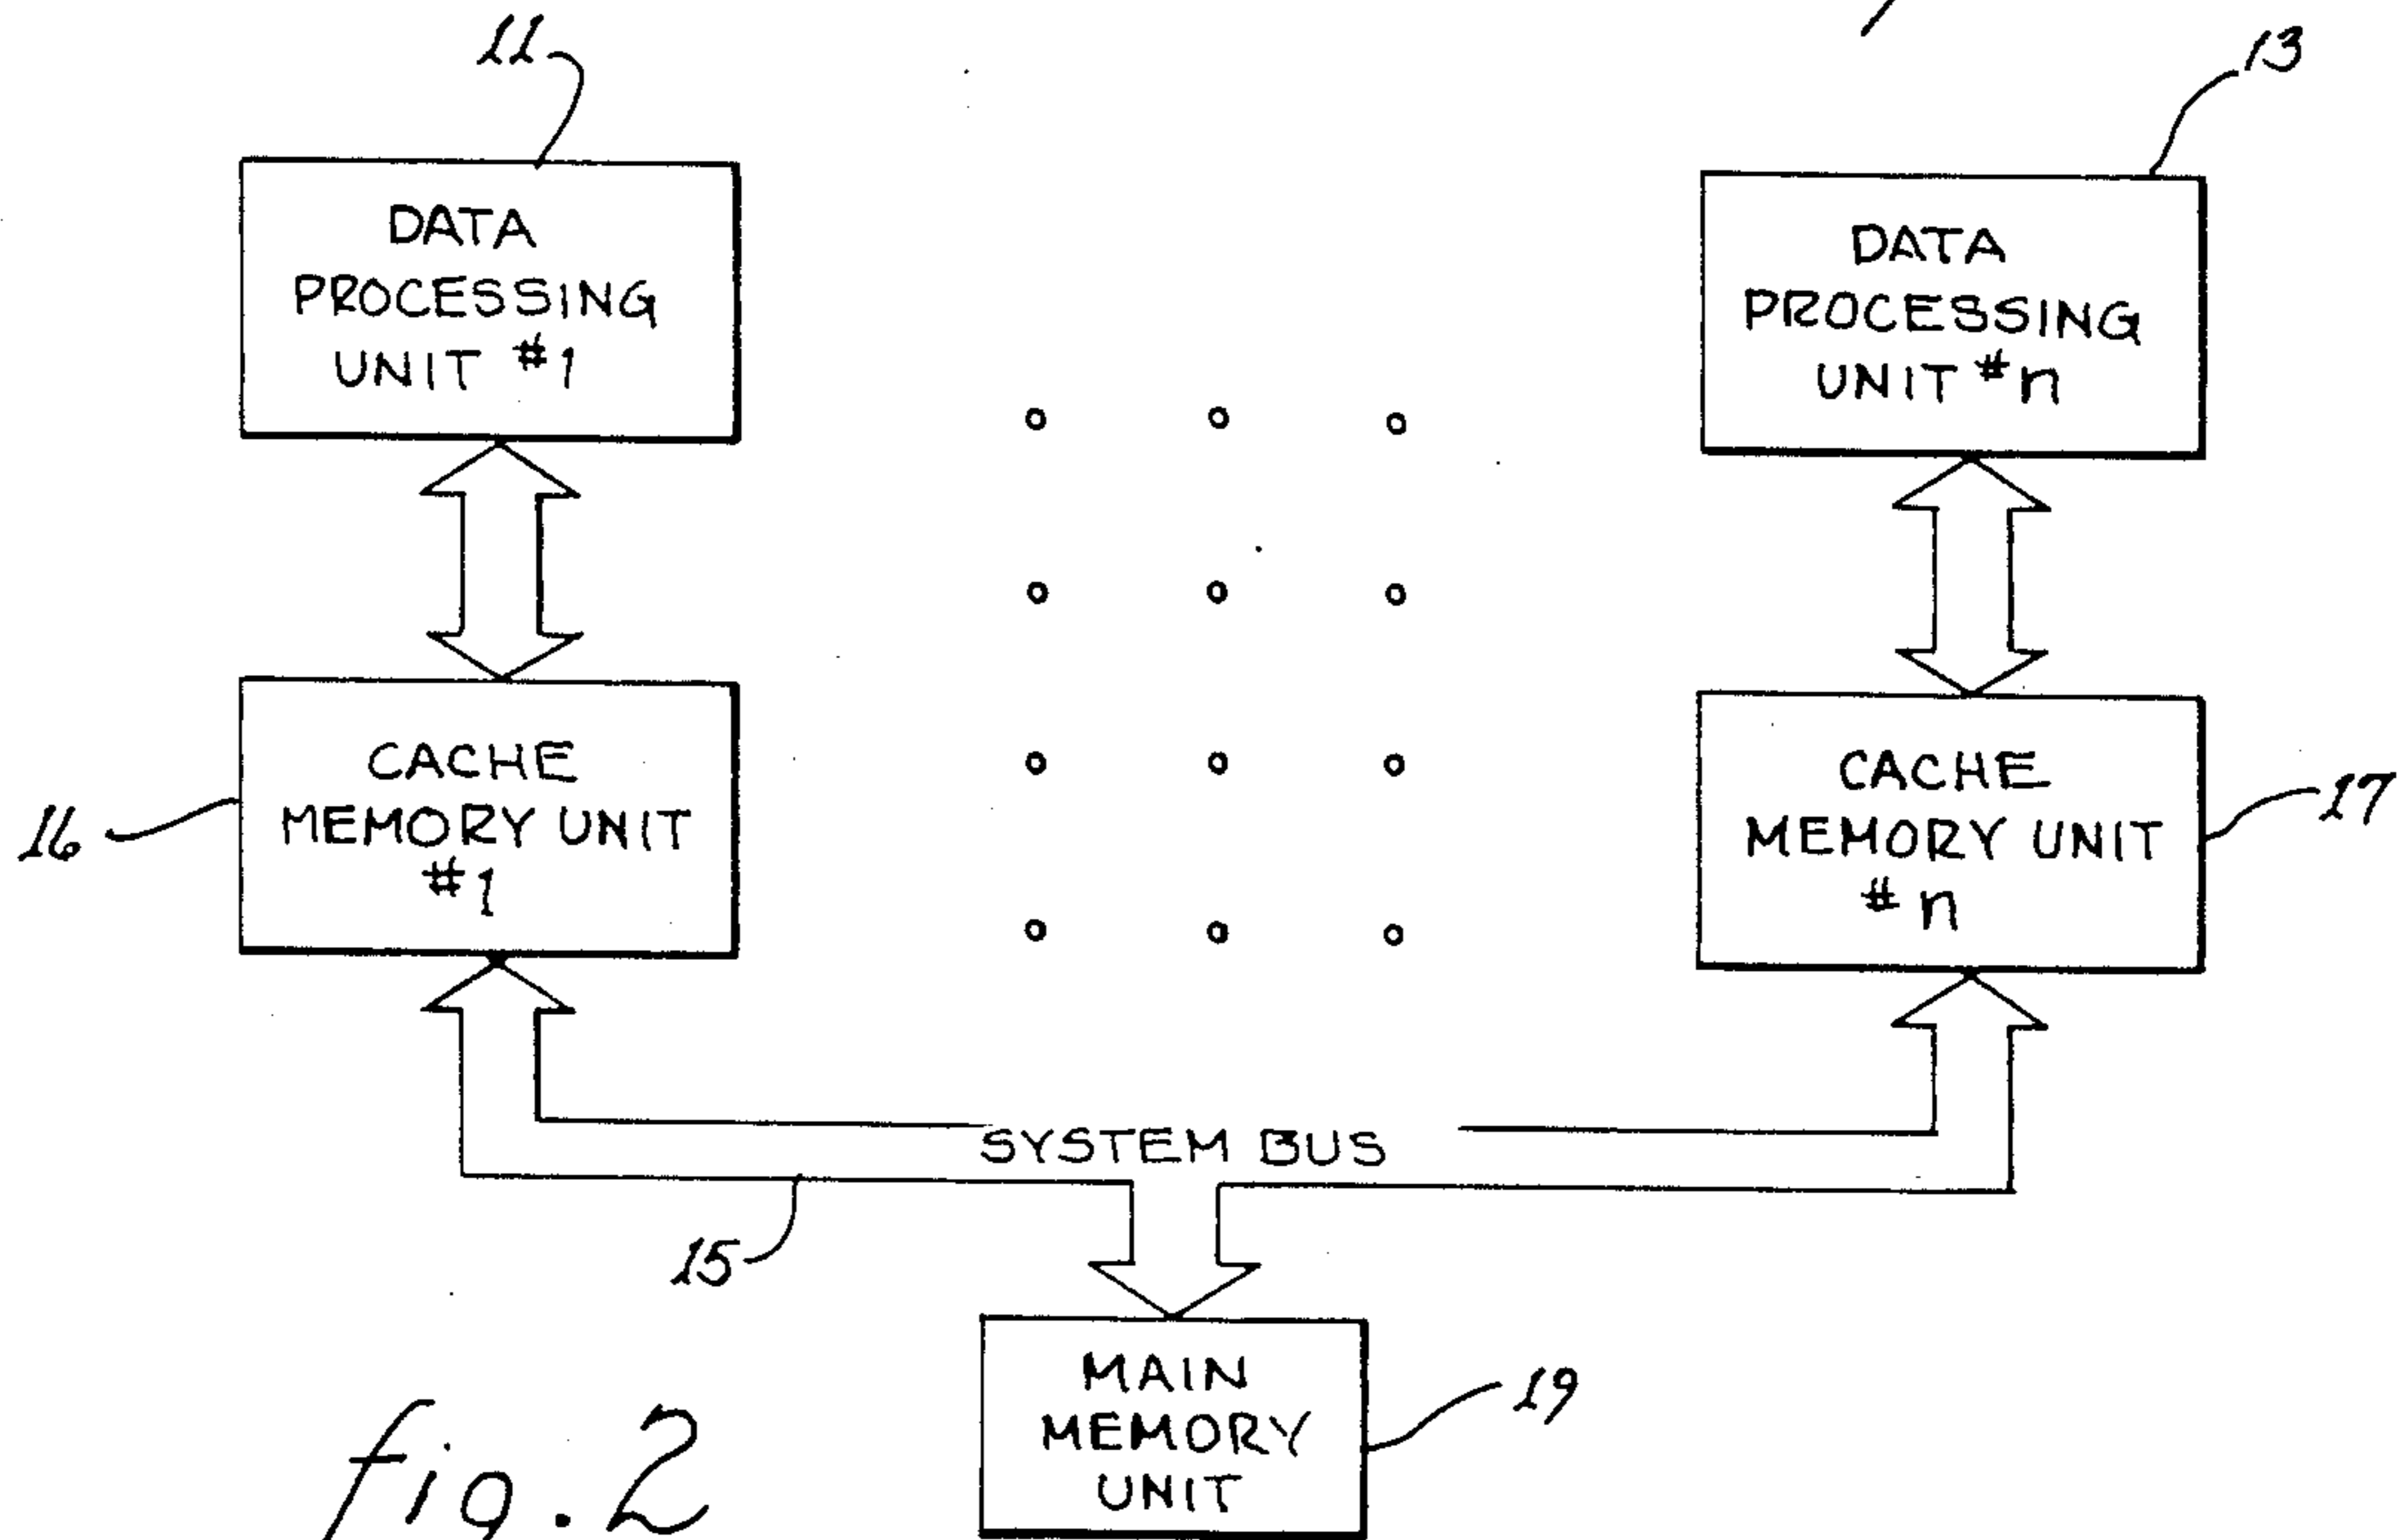 11
13
DATA
PROCESSING
UNIT #1
DATA
PROCESSING
UNIT #n
CACHE
MEMORY UNIT
#1
16
CACHE
MEMORY UNIT
#n
17
SYSTEM BUS
15
MAIN
MEMORY
UNIT
19
fig. 2